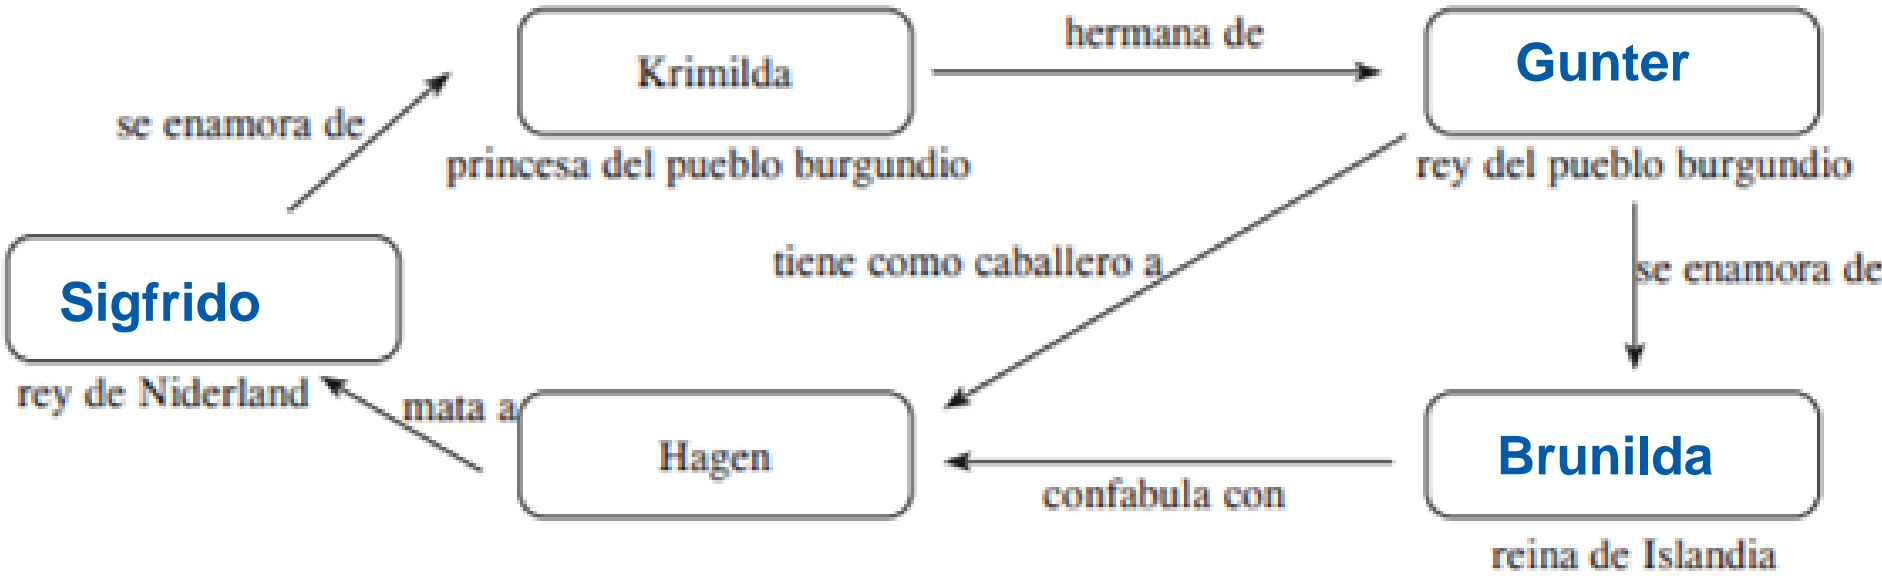 hermana de
Gunter
Krimilda
se enamora de
princesa del pueblo burgundio
rey del pueblo burgundio
tiene como caballero a
se enamora de
Sigfrido
rey de Niderland
mata a
Hagen
Brunilda
confabula con
reina de Islandia